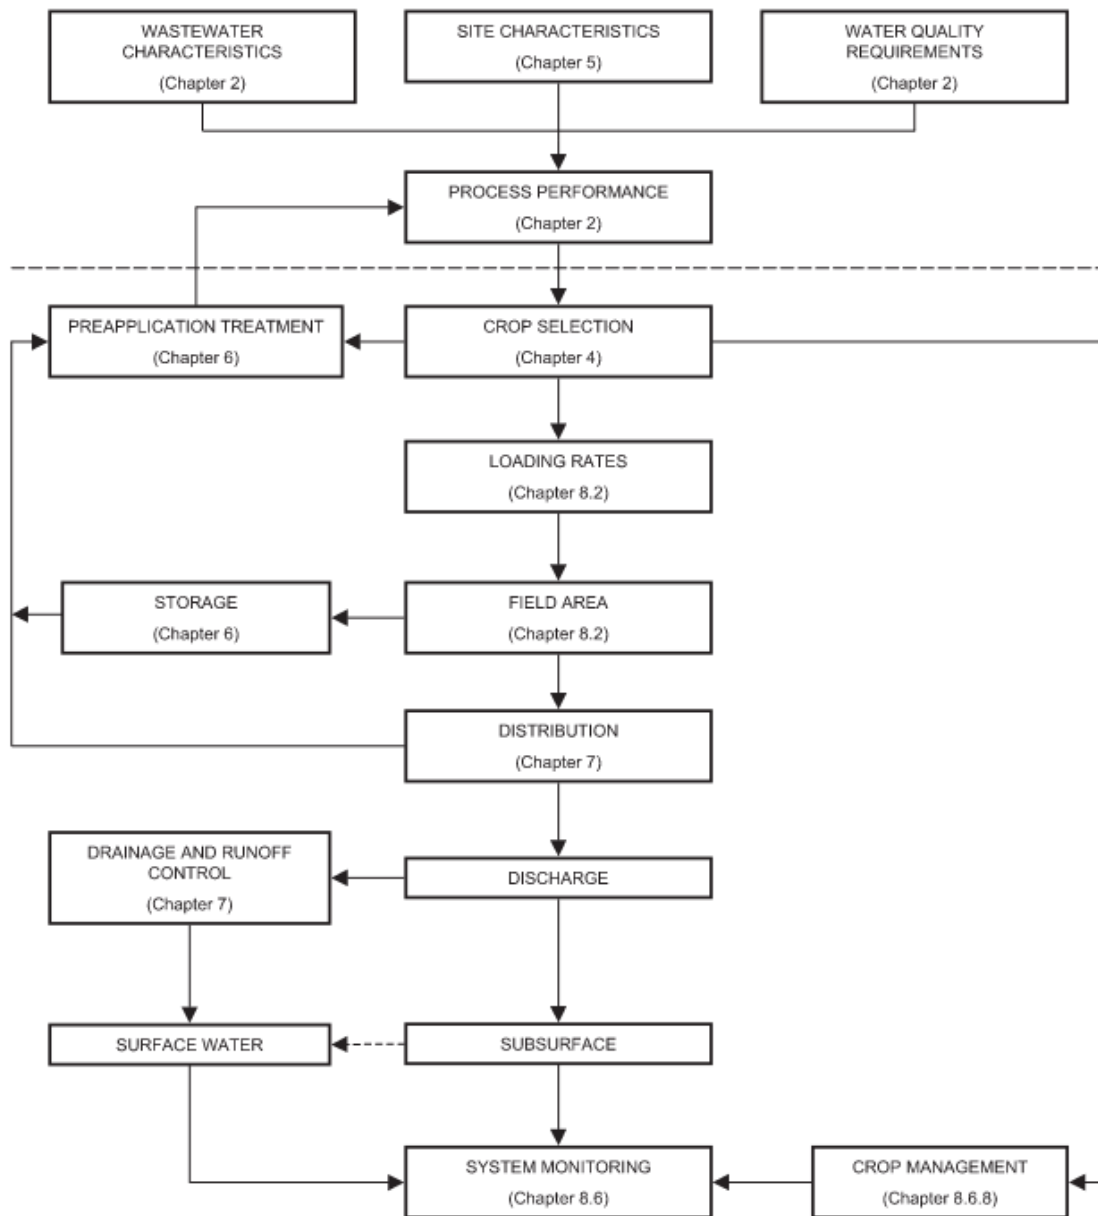 WASTEWATER
CHARACTERISTICS
(Chapter 2)
SITE CHARACTERISTICS
(Chapter 5)
WATER QUALITY
REQUIREMENTS
(Chapter 2)
PROCESS PERFORMANCE
(Chapter 2)
PREAPPLICATION TREATMENT
(Chapter 6)
CROP SELECTION
(Chapter 4)
LOADING RATES
(Chapter 8.2)
STORAGE
(Chapter 6)
FIELD AREA
(Chapter 8.2)
DISTRIBUTION
(Chapter 7)
DRAINAGE AND RUNOFF
CONTROL
(Chapter 7)
DISCHARGE
SURFACE WATER
SUBSURFACE
SYSTEM MONITORING
(Chapter 8.6)
CROP MANAGEMENT
(Chapter 8.6.8)